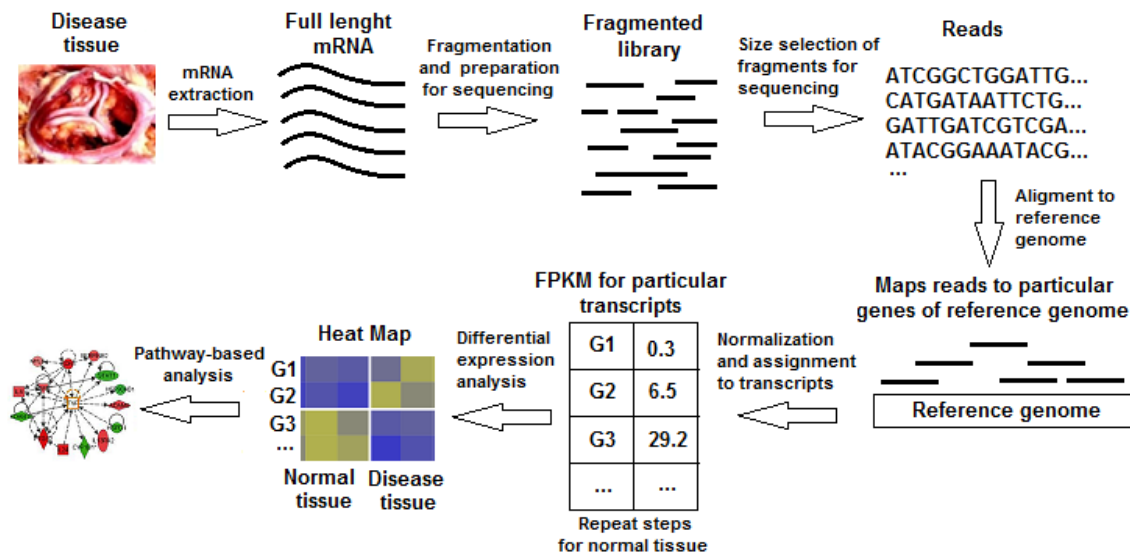 Disease
tissue
mRNA
extraction
Full lenght
mRNA
Fragmentation
and preparation
for sequencing
Fragmented
library
Size selection of
fragments for
sequencing
Reads
ATCGGCTGGATTG...
CATGATAATTCTG...
GATTGATCGTCGA...
ATACGGAAATACG...
...
Aligment to
reference
genome
Maps reads to particular
genes of reference genome
Reference genome
Normalization
and assignment
to transcripts
FPKM for particular
transcripts
G1 0.3
G2 6.5
G3 29.2
... ...
Repeat steps
for normal tissue
Differential
expression
analysis
Heat Map
G1
G2
G3
...
Normal
tissue
Disease
tissue
Pathway-based
analysis